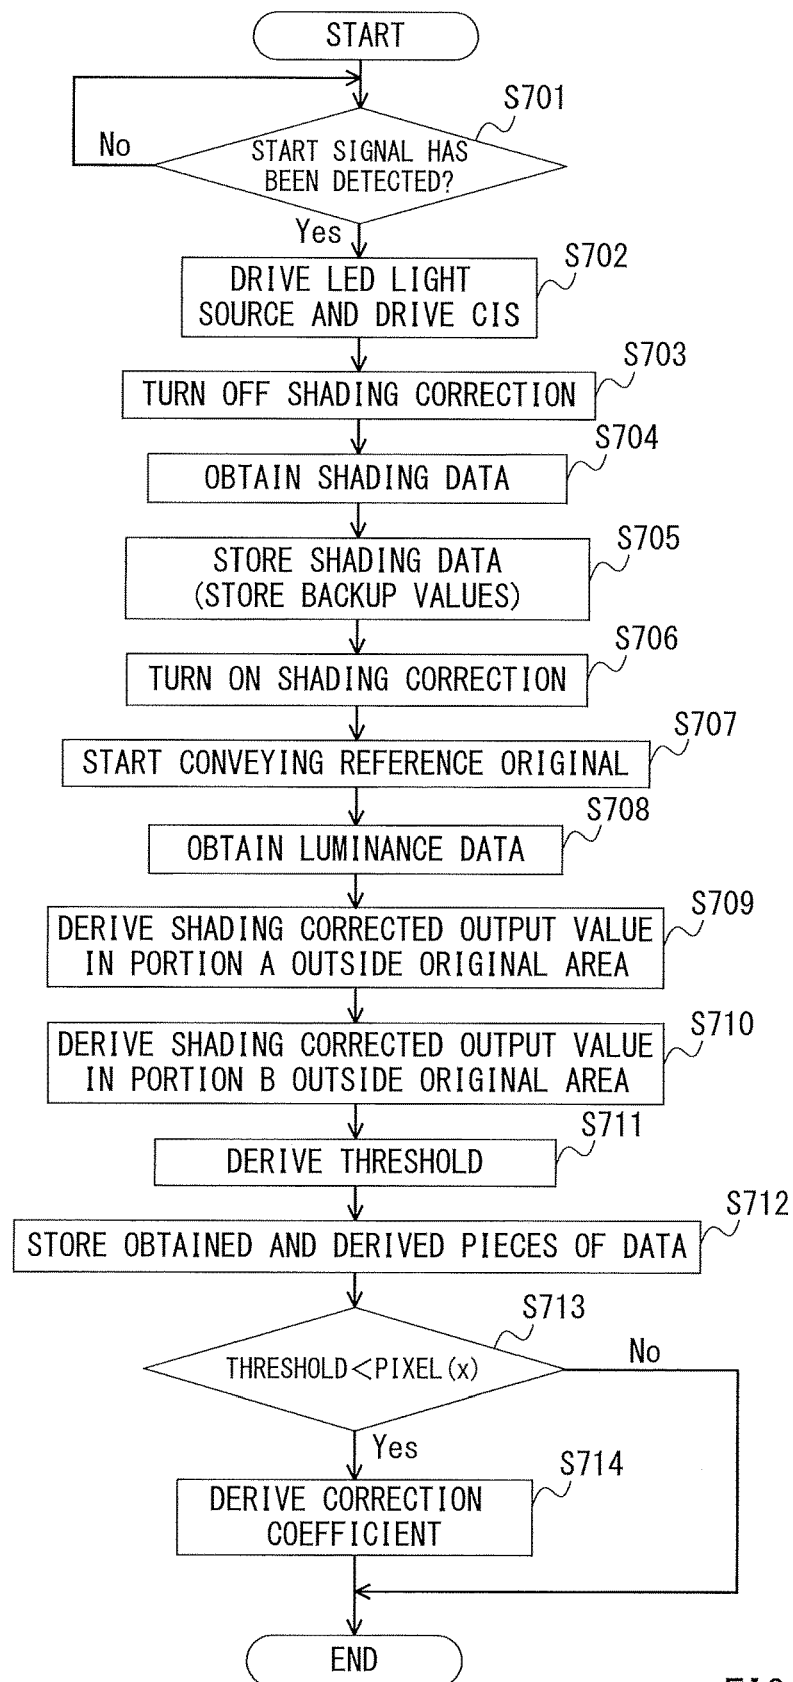 START
S701
No
START SIGNAL HAS
BEEN DETECTED?
Yes
S702
DRIVE LED LIGHT
SOURCE AND DRIVE CIS
S703
TURN OFF SHADING CORRECTION
S704
OBTAIN SHADING DATA
S705
STORE SHADING DATA
(STORE BACKUP VALUES)
S706
TURN ON SHADING CORRECTION
S707
START CONVEYING REFERENCE ORIGINAL
S708
OBTAIN LUMINANCE DATA
S709
DERIVE SHADING CORRECTED OUTPUT VALUE
IN PORTION A OUTSIDE ORIGINAL AREA
S710
DERIVE SHADING CORRECTED OUTPUT VALUE
IN PORTION B OUTSIDE ORIGINAL AREA
S711
DERIVE THRESHOLD
S712
STORE OBTAINED AND DERIVED PIECES OF DATA
S713
THRESHOLD<PIXEL(x)
No
Yes
S714
DERIVE CORRECTION
COEFFICIENT
END